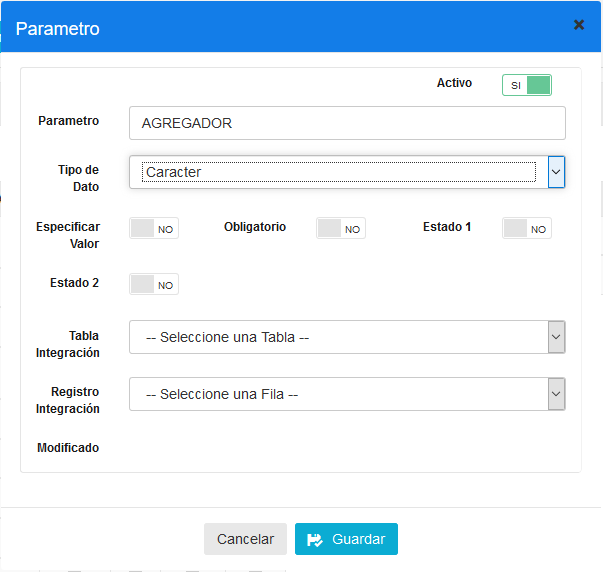 Parametro
Activo SI
Parametro AGREGADOR
Tipo de
Dato
Caracter
Especificar
Valor
NO
Obligatorio NO
Estado 1 NO
Estado 2 NO
Tabla
Integración
-- Seleccione una Tabla --
Registro
Integración
-- Seleccione una Fila --
Modificado
Cancelar Guardar